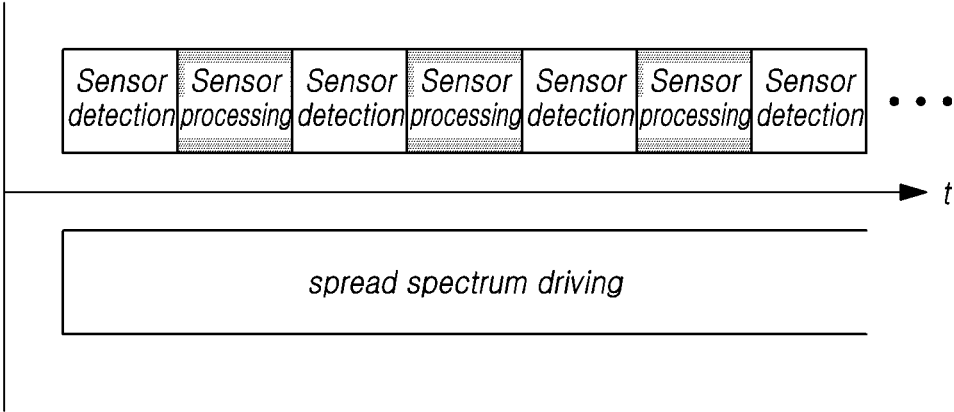 Sensor detection
Sensor processing
Sensor detection
Sensor processing
Sensor detection
Sensor processing
Sensor detection
• • •
t
spread spectrum driving